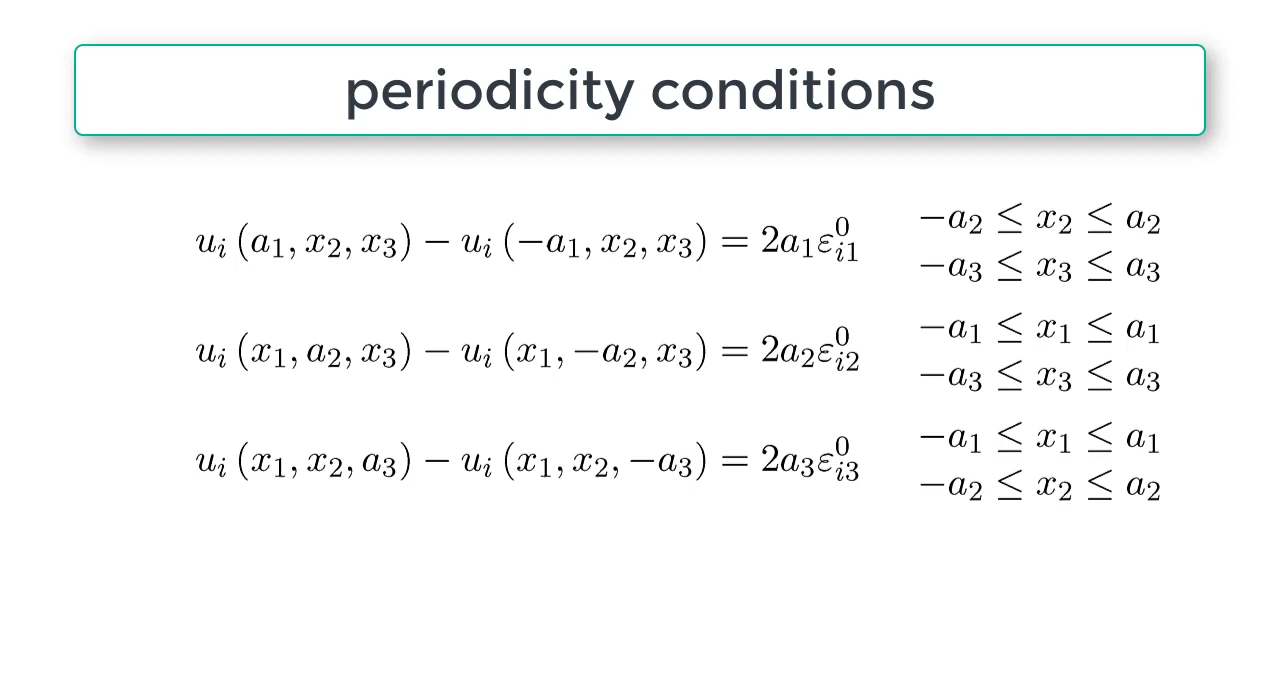 periodicity conditions
u_i (a_1, x_2, x_3) − u_i (−a_1, x_2, x_3) = 2a_1 ε^0_{i1}
−a_2 ≤ x_2 ≤ a_2
−a_3 ≤ x_3 ≤ a_3
u_i (x_1, a_2, x_3) − u_i (x_1, −a_2, x_3) = 2a_2 ε^0_{i2}
−a_1 ≤ x_1 ≤ a_1
−a_3 ≤ x_3 ≤ a_3
u_i (x_1, x_2, a_3) − u_i (x_1, x_2, −a_3) = 2a_3 ε^0_{i3}
−a_1 ≤ x_1 ≤ a_1
−a_2 ≤ x_2 ≤ a_2